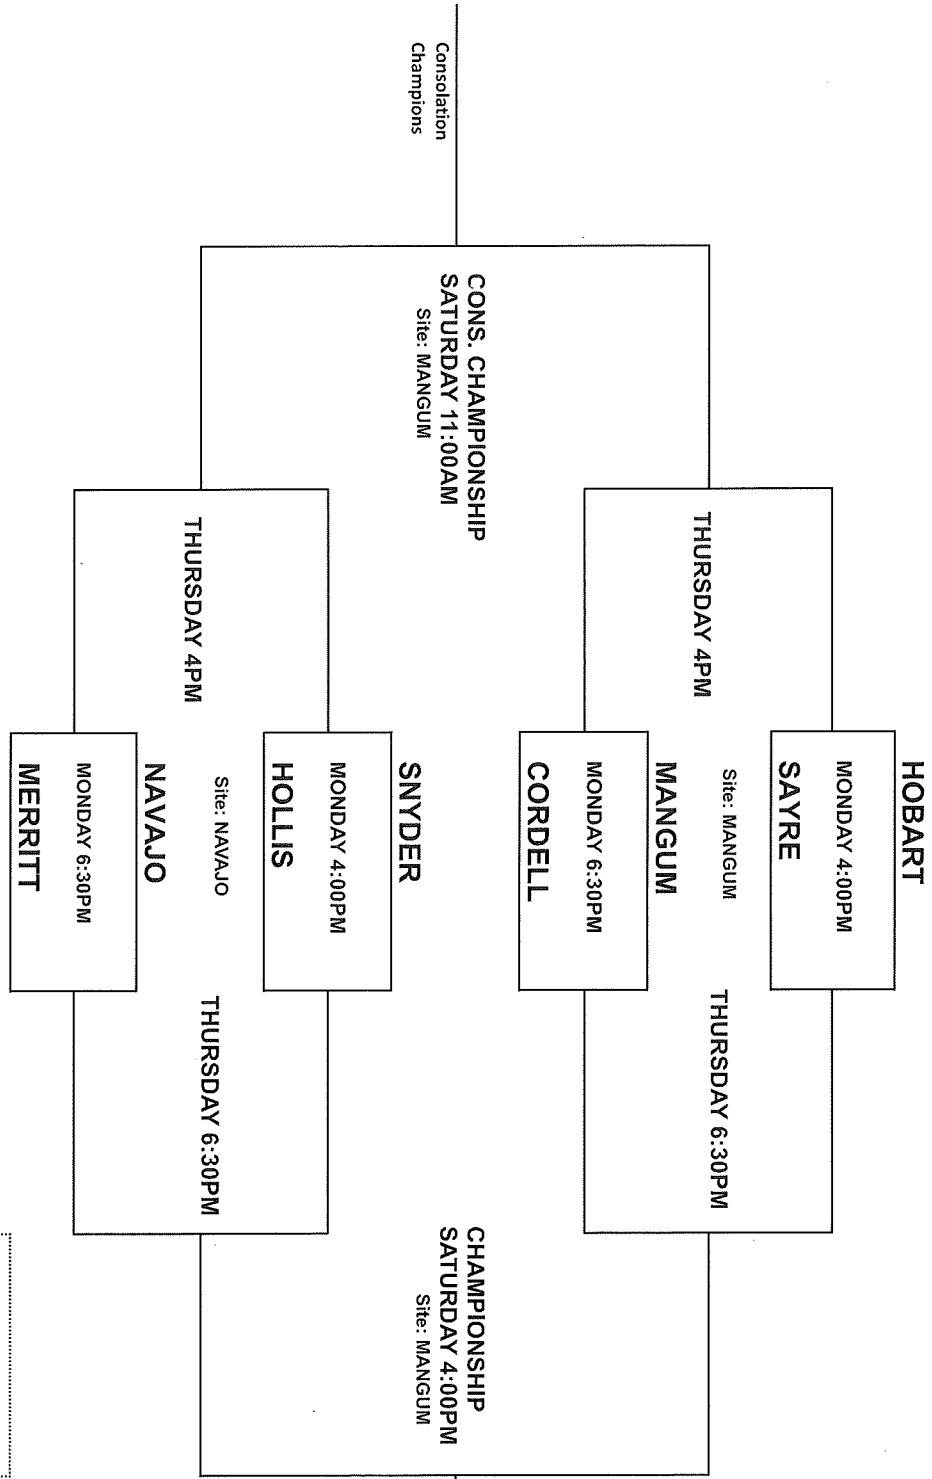 HOBART
MONDAY 4:00PM
SAYRE
THURSDAY 4PM
Site: MANGUM
THURSDAY 6:30PM
MANGUM
MONDAY 6:30PM
CORDELL
Consolation
Champions
CONS. CHAMPIONSHIP
SATURDAY 11:00AM
Site: MANGUM
CHAMPIONSHIP
SATURDAY 4:00PM
Site: MANGUM
SNYDER
MONDAY 4:00PM
HOLLIS
THURSDAY 4PM
Site: NAVAJO
THURSDAY 6:30PM
NAVAJO
MONDAY 6:30PM
MERRITT